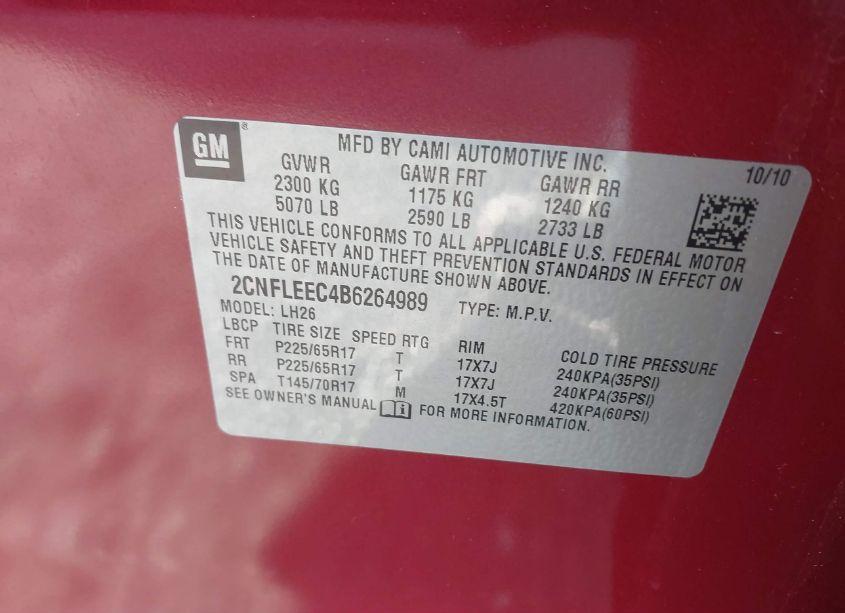 GM ®
MFD BY CAMI AUTOMOTIVE INC.
10/10
GVWR GAWR FRT GAWR RR
2300 KG 1175 KG 1240 KG
5070 LB 2590 LB 2733 LB
THIS VEHICLE CONFORMS TO ALL APPLICABLE U.S. FEDERAL MOTOR
VEHICLE SAFETY AND THEFT PREVENTION STANDARDS IN EFFECT ON
THE DATE OF MANUFACTURE SHOWN ABOVE.
2CNFLEEC4B6264989 TYPE: M.P.V.
MODEL: LH26
LBCP TIRE SIZE SPEED RTG RIM COLD TIRE PRESSURE
FRT P225/65R17 T 17X7J 240KPA(35PSI)
RR P225/65R17 T 17X7J 240KPA(35PSI)
SPA T145/70R17 M 17X4.5T 420KPA(60PSI)
SEE OWNER'S MANUAL FOR MORE INFORMATION.